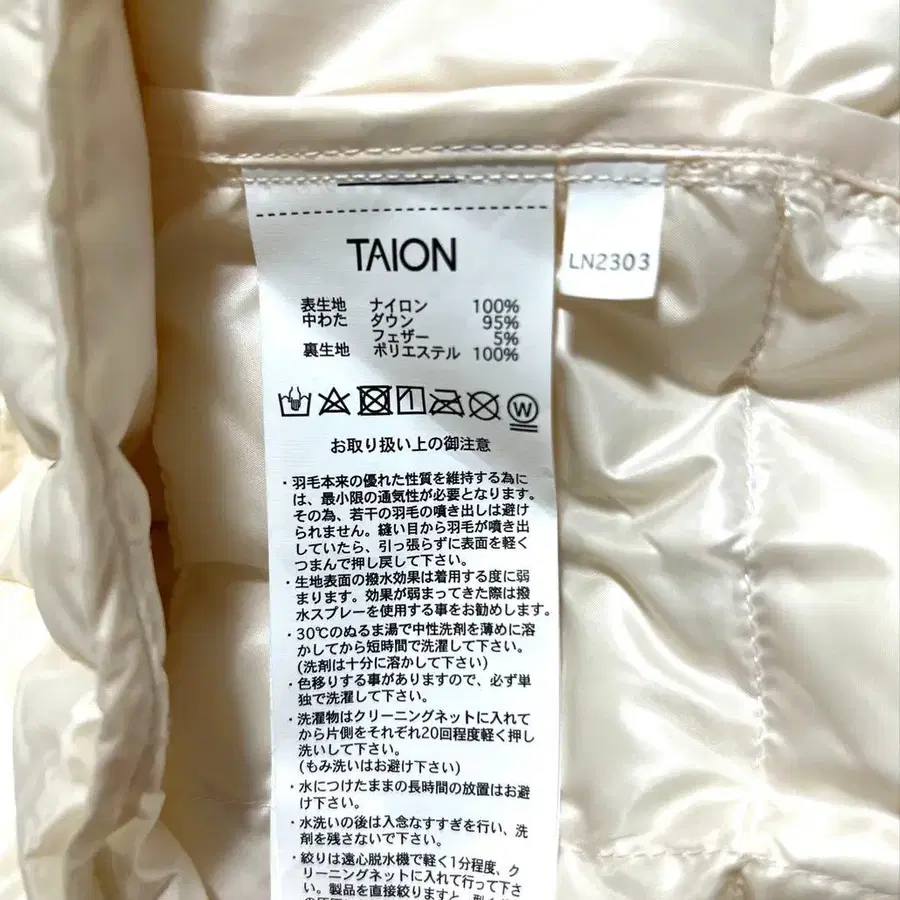 TAION
LN2303
表生地 ナイロン 100%
中わた ダウン 95%
フェザー 5%
裏生地 ポリエステル 100%
W
お取り扱い上の御注意
・羽毛本来の優れた性質を維持する為に
は、最小限の通気性が必要となります。
その為、若干の羽毛の噴き出しは避け
られません。縫い目から羽毛が噴き出
していたら、引っ張らずに表面を軽く
つまんで押し戻して下さい。
・生地表面の撥水効果は着用する度に弱
まります。効果が弱まってきた際は撥
水スプレーを使用する事をお勧めします。
・30℃のぬるま湯で中性洗剤を薄めに溶
かしてから短時間で洗濯して下さい。
(洗剤は十分に溶かして下さい)
・色移りする事がありますので、必ず単
独で洗濯して下さい。
・洗濯物はクリーニングネットに入れて
から片側をそれぞれ20回程度軽く押し
洗いして下さい。
(もみ洗いはお避け下さい)
・水につけたままの長時間の放置はお避
け下さい。
・水洗いの後は入念なすすぎを行い、洗
剤を残さないで下さい。
・絞りは遠心脱水機で軽く1分程度、ク
リーニングネットに入れて行って下さ
い。製品を直接絞りますと、型